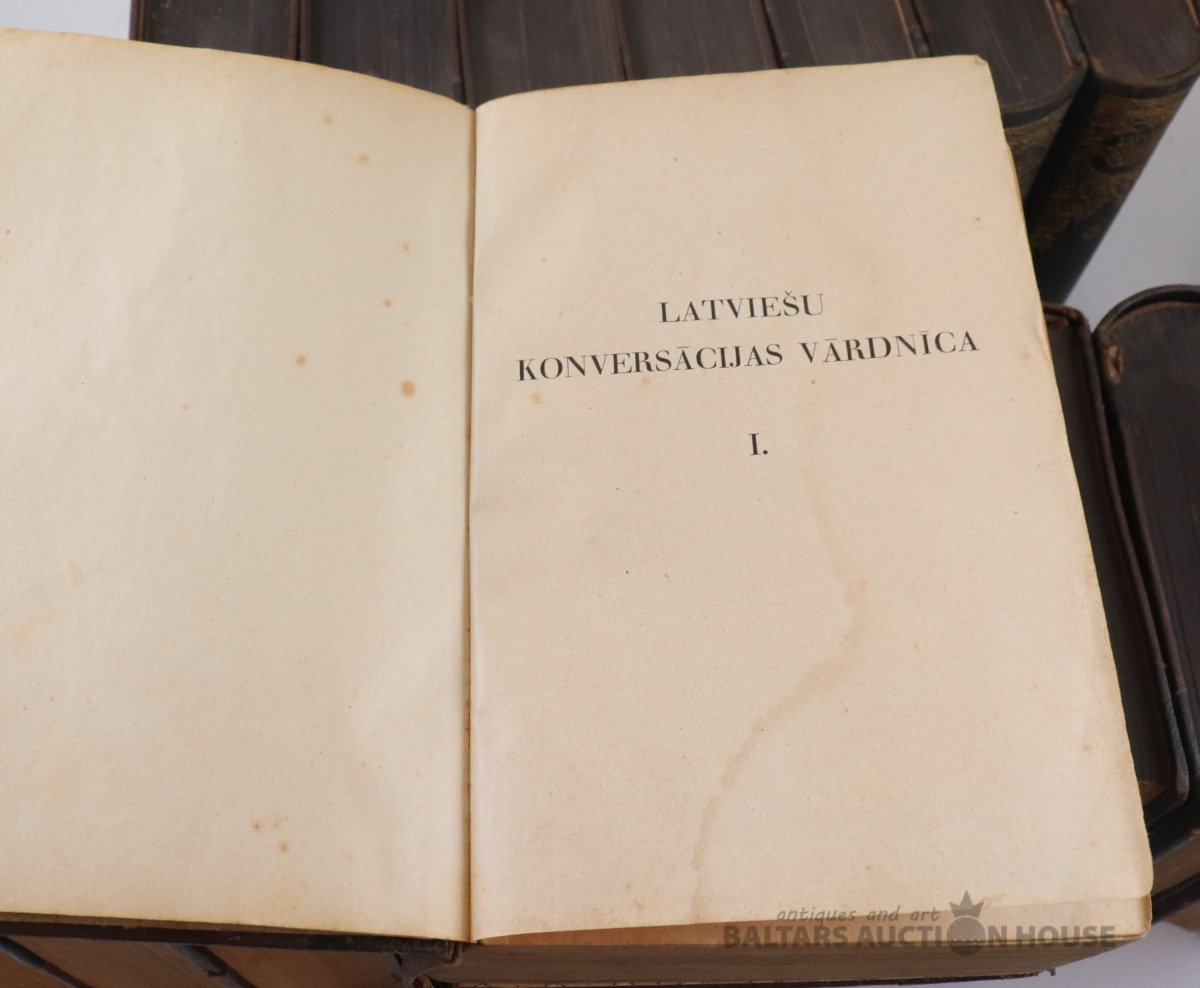 LATVIEŠU
KONVERSĀCIJAS VĀRDNĪCA
I.
antiques and art
BALTARS AUCTION HOUSE